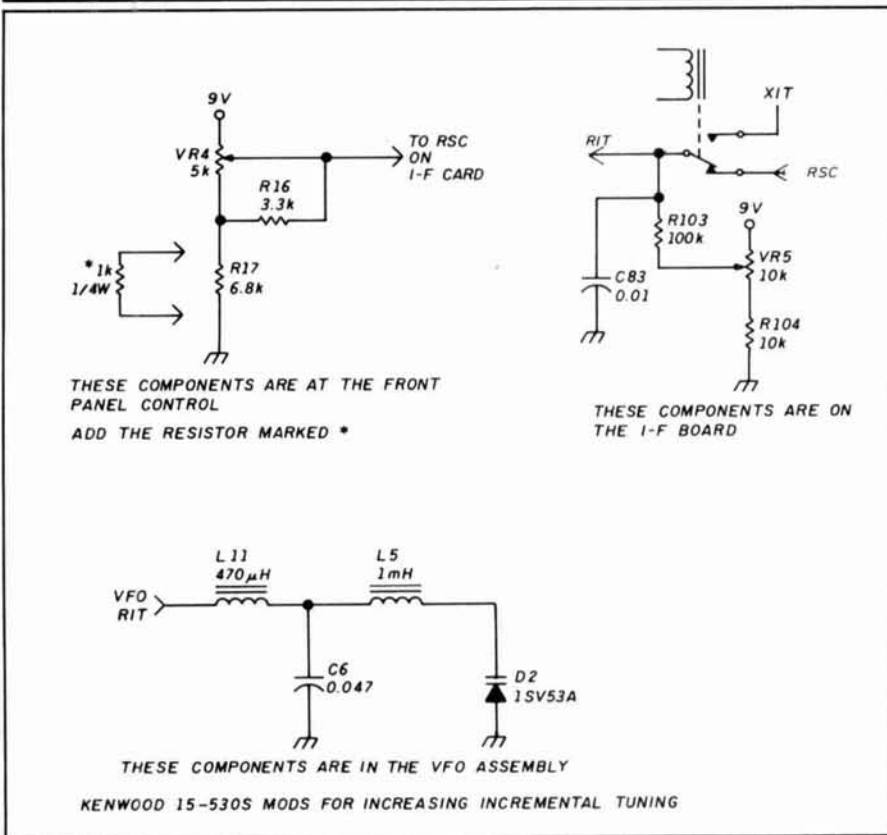 9V
VR4
5k
R16
3.3k
TO RSC
ON
I-F CARD
* 1k
1/4W
R17
6.8k
THESE COMPONENTS ARE AT THE FRONT
PANEL CONTROL
ADD THE RESISTOR MARKED *
XIT
RIT
RSC
R103
100k
9V
VR5
10k
C83
0.01
R104
10k
THESE COMPONENTS ARE ON
THE I-F BOARD
L11
470µH
L5
1mH
VFO
RIT
C6
0.047
D2
1SV53A
THESE COMPONENTS ARE IN THE VFO ASSEMBLY
KENWOOD 15-530S MODS FOR INCREASING INCREMENTAL TUNING